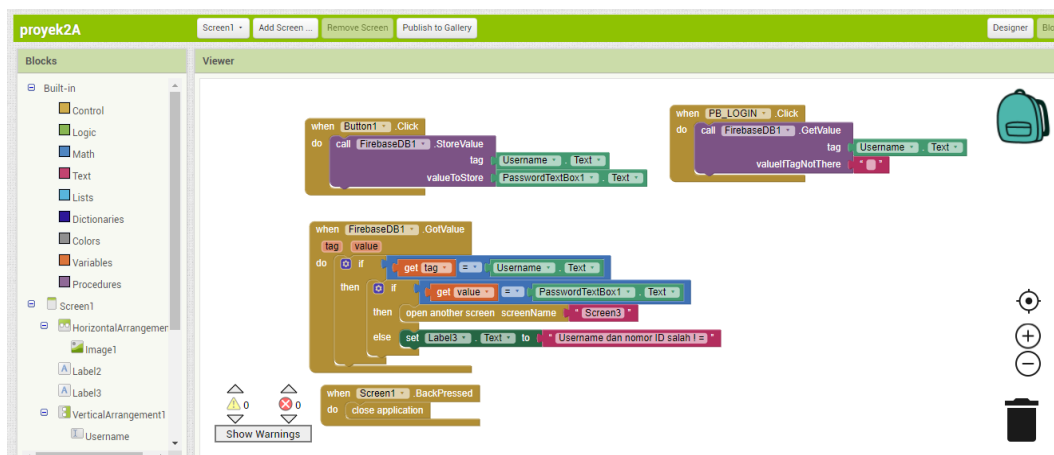 proyek2A
Screen1 Add Screen ... Remove Screen Publish to Gallery Designer Blo
Blocks
Viewer
Built-in
Control
Logic
Math
Text
Lists
Dictionaries
Colors
Variables
Procedures
Screen1
HorizontalArrangemen
Image1
A Label2
A Label3
VerticalArrangement1
Username
when Button1 .Click
do call FirebaseDB1 .StoreValue
tag Username . Text
valueToStore PasswordTextBox1 . Text
when PB_LOGIN .Click
do call FirebaseDB1 .GetValue
tag Username . Text
valueIfTagNotThere " "
when FirebaseDB1 .GotValue
tag value
do if get tag = Username . Text
then if get value = PasswordTextBox1 . Text
then open another screen screenName " Screen3 "
else set Label3 . Text to " Username dan nomor ID salah ! = "
when Screen1 .BackPressed
do close application
0 0
Show Warnings